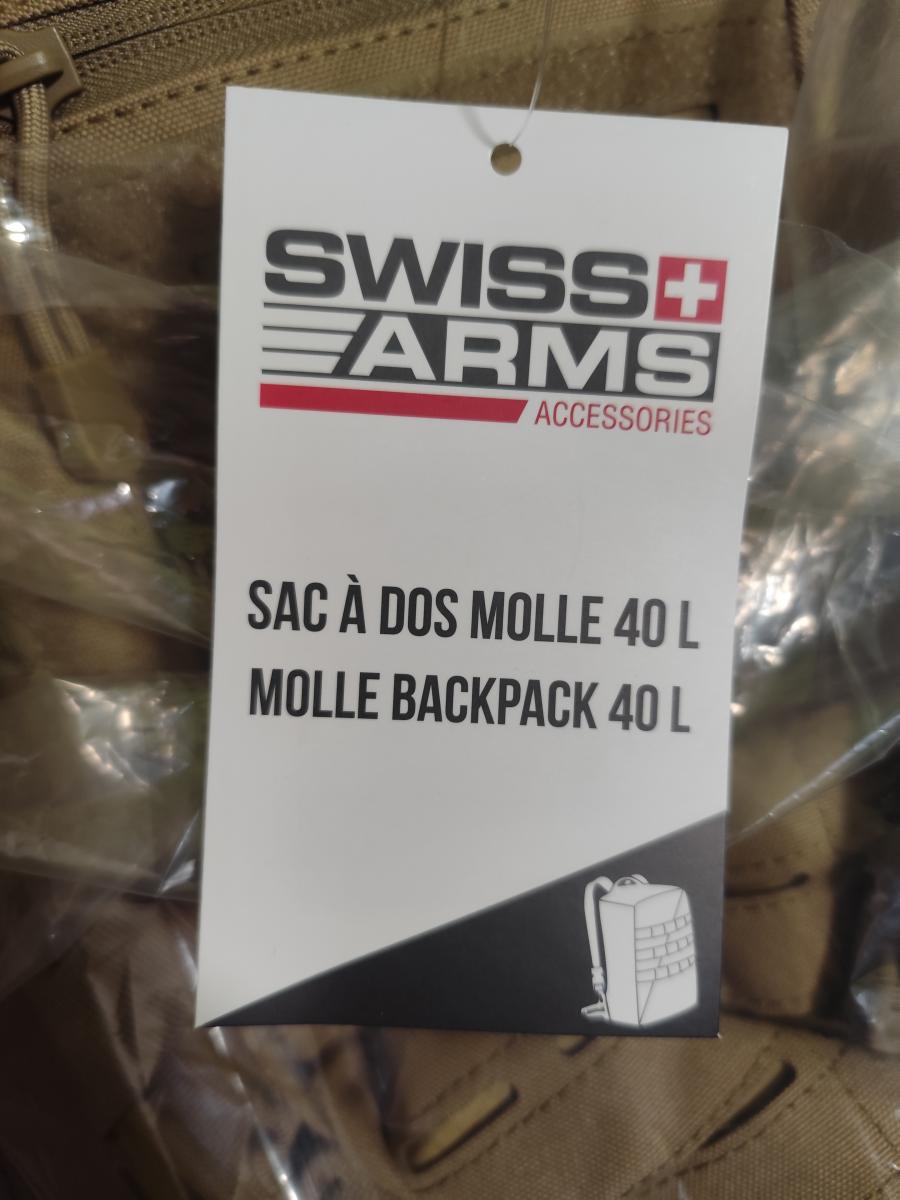 SWISS
ARMS
ACCESSORIES
SAC À DOS MOLLE 40 L
MOLLE BACKPACK 40 L